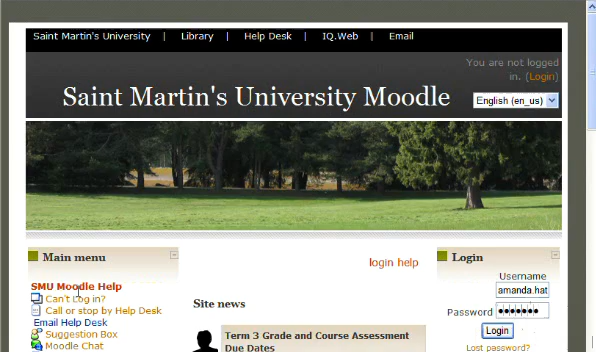 Saint Martin's University | Library | Help Desk | IQ.Web | Email
You are not logged
in. (Login)
Saint Martin's University Moodle
English (en_us)
Main menu
SMU Moodle Help
Can't Log in?
Call or stop by Help Desk
Email Help Desk
Suggestion Box
Moodle Chat
login help
Site news
Term 3 Grade and Course Assessment
Due Dates
Login
Username
amanda.hat
Password •••••••
Login
Lost password?